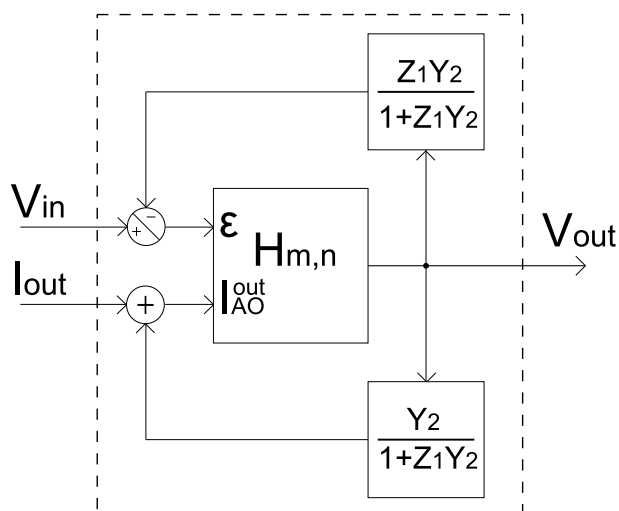 Z1Y2
1+Z1Y2
Vin
−
+
ε
Hm,n
Vout
Iout
+
IAOout
Y2
1+Z1Y2